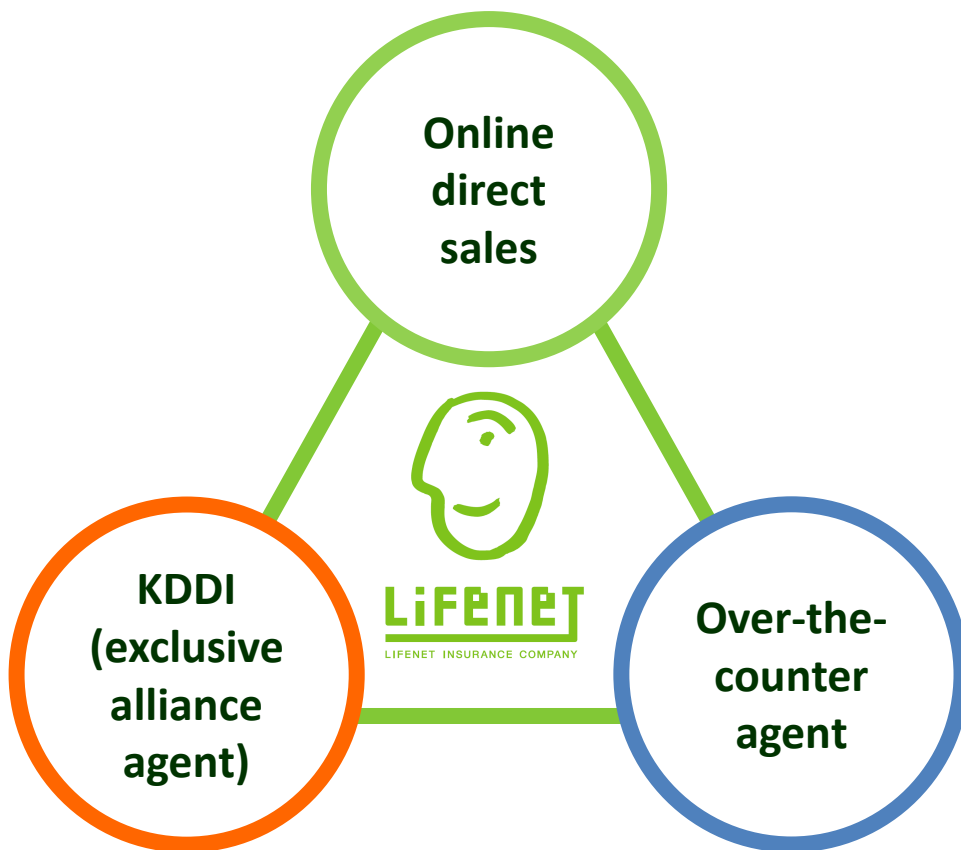 Online
direct
sales
KDDI
(exclusive
alliance
agent)
LIFENET
LIFENET INSURANCE COMPANY
Over-the-
counter
agent